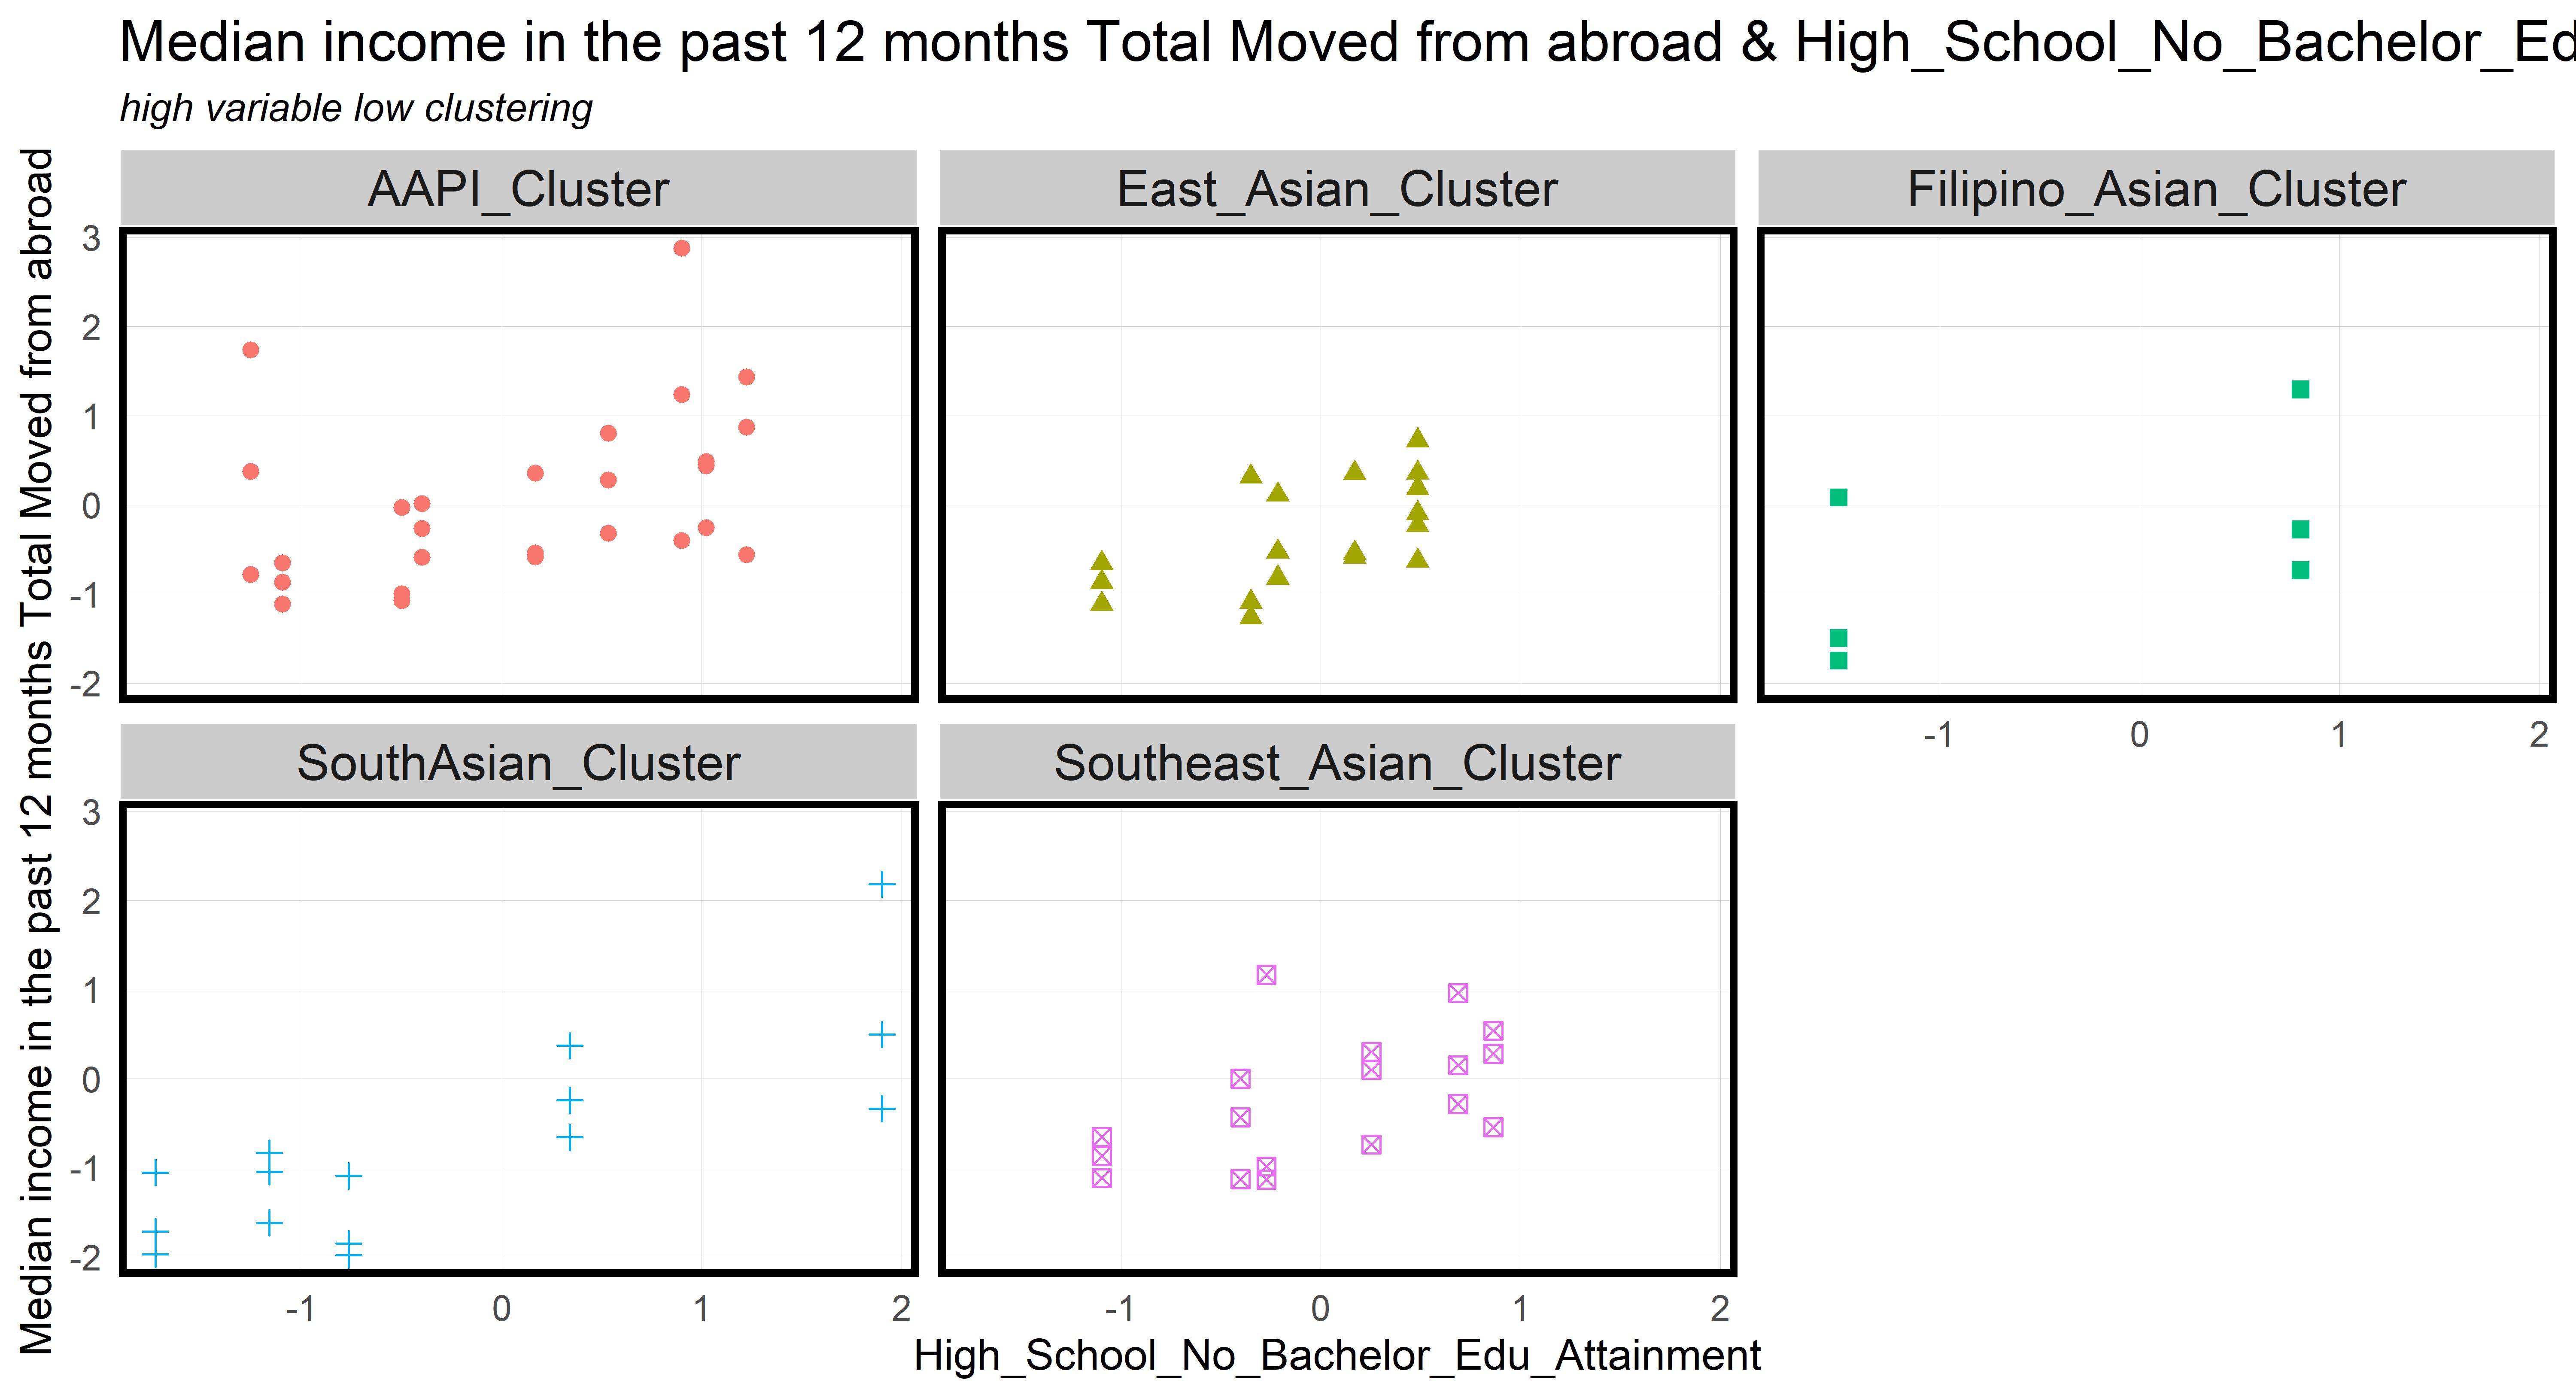 Median income in the past 12 months Total Moved from abroad & High_School_No_Bachelor_Ed
high variable low clustering
Median income in the past 12 months Total Moved from abroad
AAPI_Cluster
East_Asian_Cluster
Filipino_Asian_Cluster
3
2
1
0
-1
-2
-1 0 1 2
SouthAsian_Cluster
Southeast_Asian_Cluster
3
2
1
0
-1
-2
-1 0 1 2
-1 0 1 2
High_School_No_Bachelor_Edu_Attainment